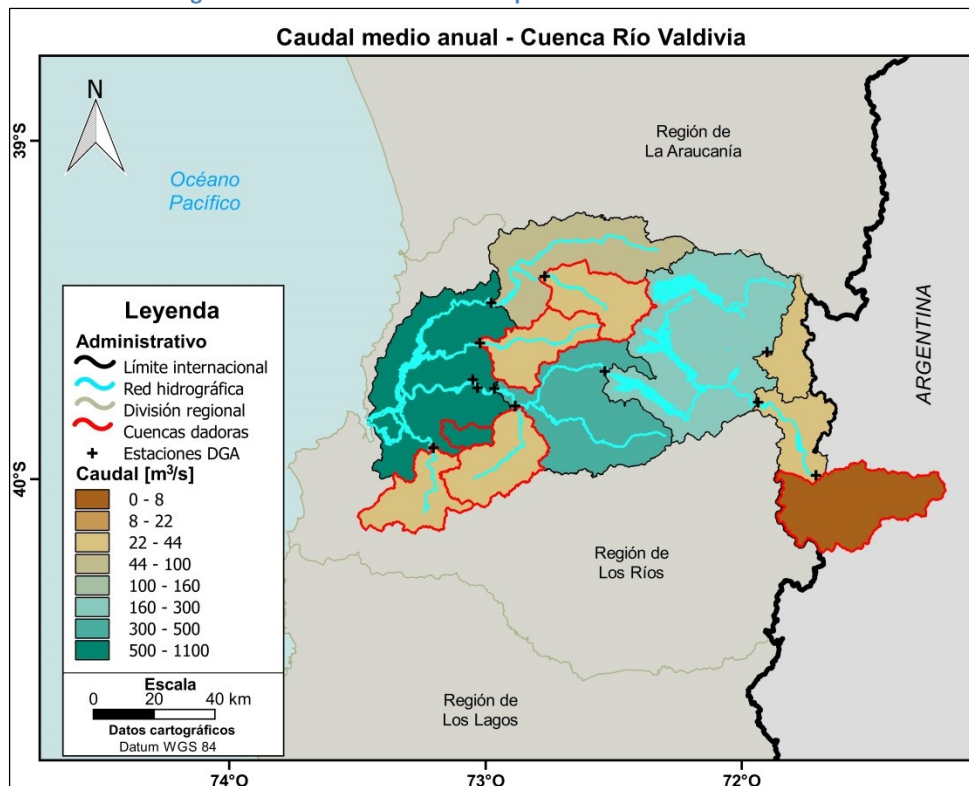 Caudal medio anual - Cuenca Río Valdivia
N
39°S
40°S
Océano
Pacífico
Región de
La Araucanía
ARGENTINA
Región de
Los Ríos
Región de
Los Lagos
Leyenda
Administrativo
Límite internacional
Red hidrográfica
División regional
Cuencas dadoras
Estaciones DGA
Caudal [m³/s]
0 - 8
8 - 22
22 - 44
44 - 100
100 - 160
160 - 300
300 - 500
500 - 1100
Escala
0 20 40 km
Datos cartográficos
Datum WGS 84
74°O 73°O 72°O